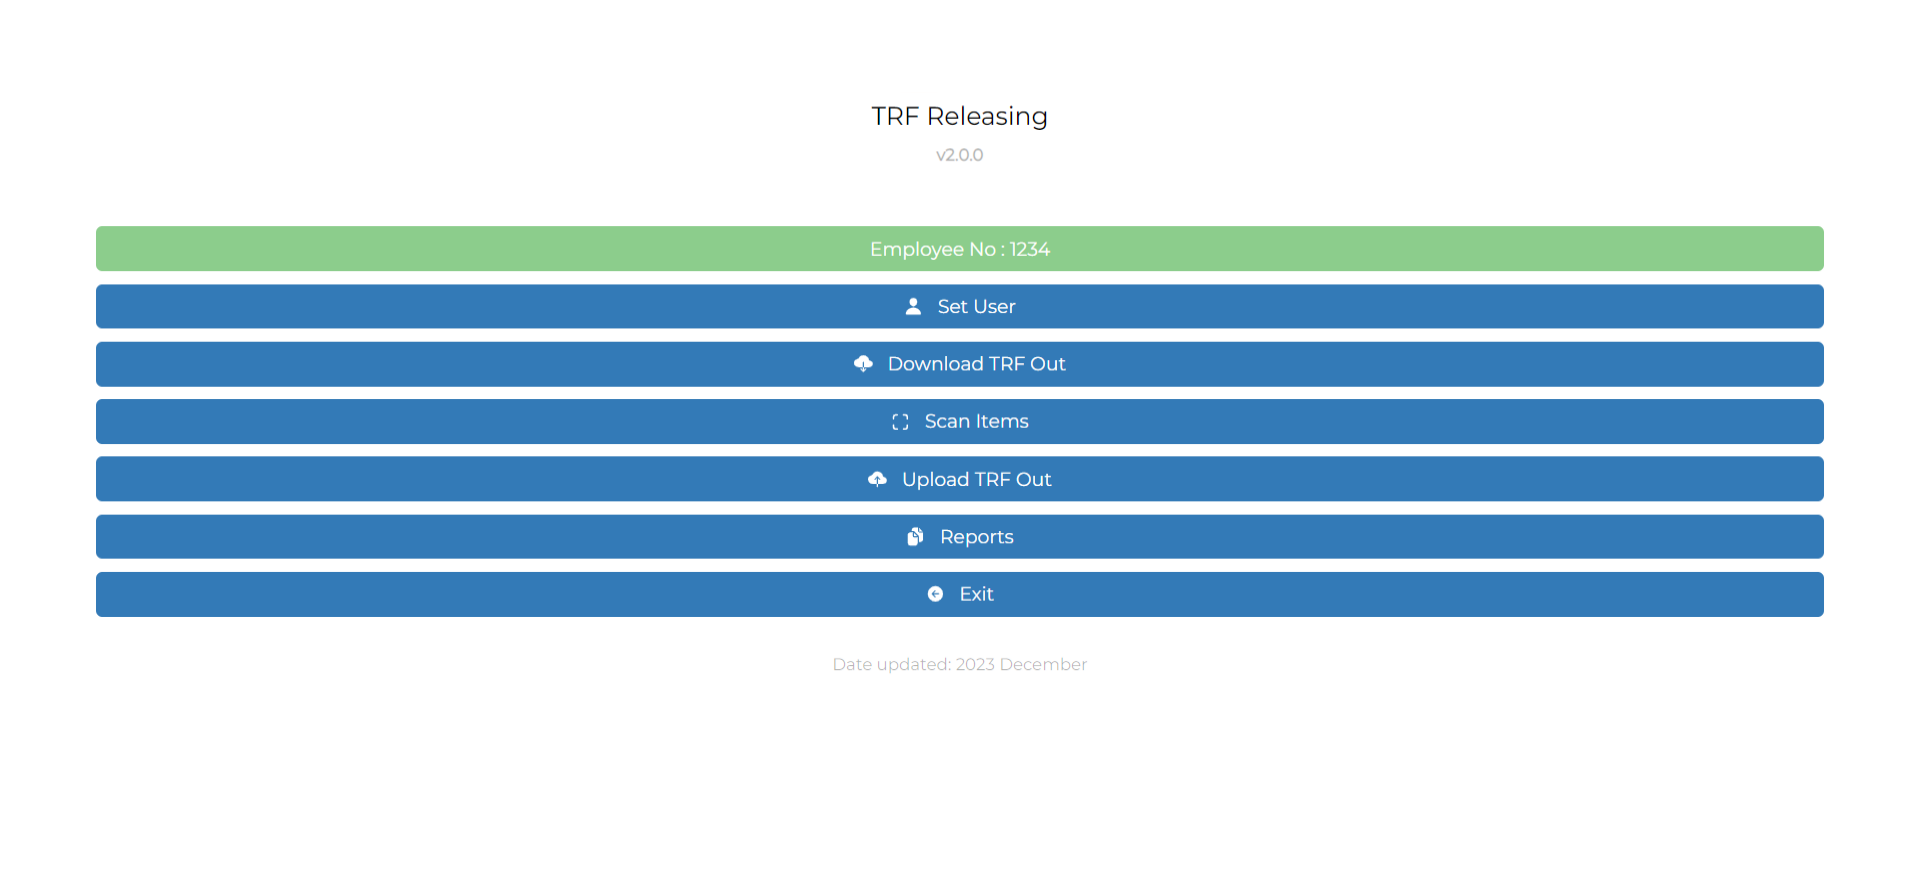 TRF Releasing
v2.0.0
Employee No : 1234
Set User
Download TRF Out
Scan Items
Upload TRF Out
Reports
Exit
Date updated: 2023 December